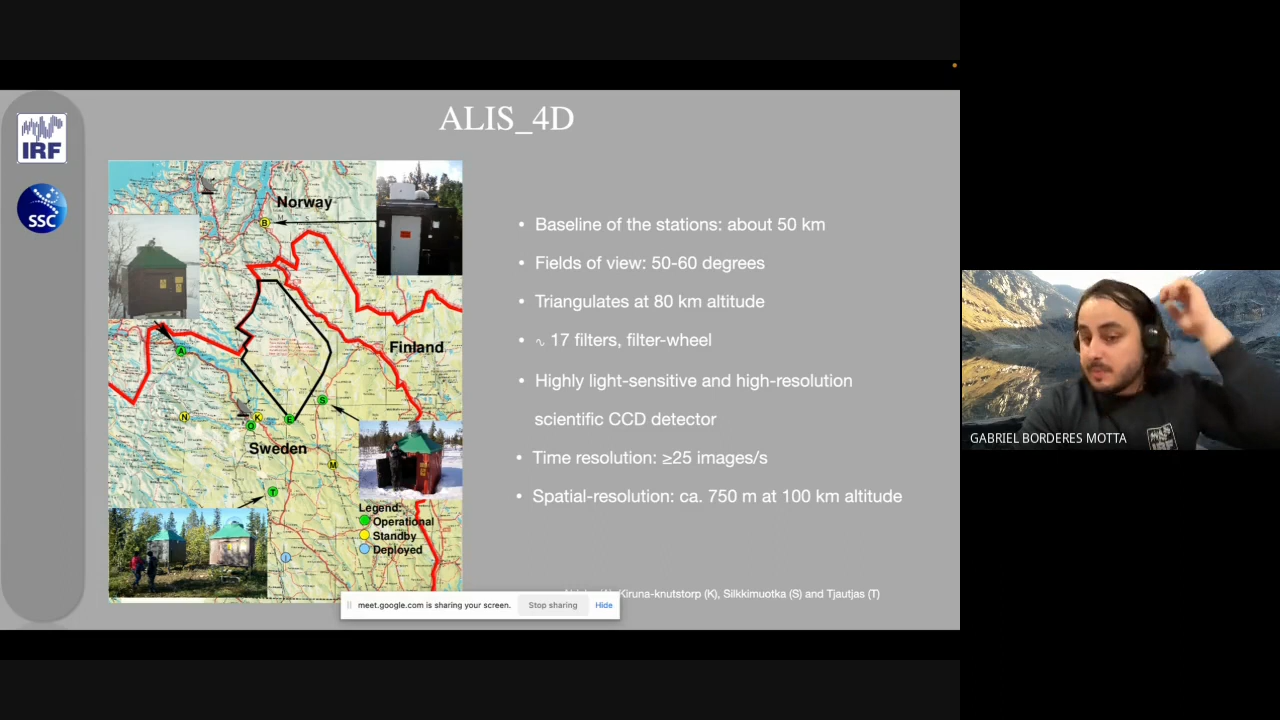 ALIS_4D
IRF
SSC
Norway
B
Finland
A
S
N
K
O
E
Sweden
M
T
Legend:
Operational
Standby
Deployed
• Baseline of the stations: about 50 km
• Fields of view: 50-60 degrees
• Triangulates at 80 km altitude
• ∿ 17 filters, filter-wheel
• Highly light-sensitive and high-resolution
scientific CCD detector
• Time resolution: ≥25 images/s
• Spatial-resolution: ca. 750 m at 100 km altitude
Kiruna-knutstorp (K), Silkkimuotka (S) and Tjautjas (T)
meet.google.com is sharing your screen.
Stop sharing
Hide
GABRIEL BORDERES MOTTA